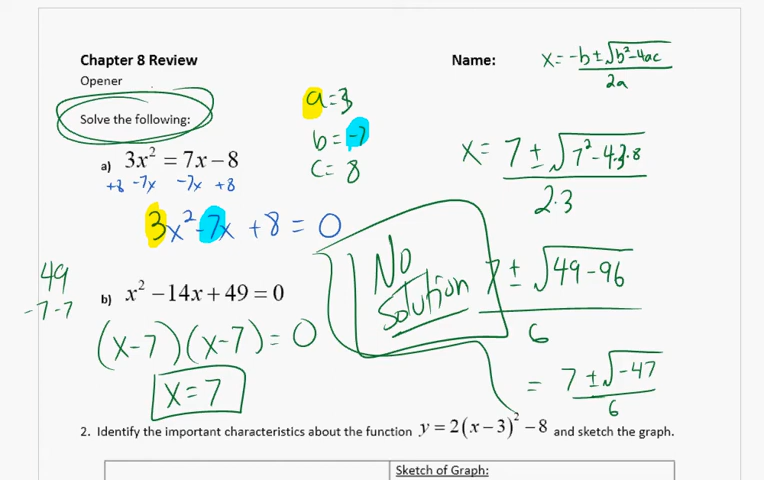 Chapter 8 Review
Name:
x = -b ± √b² - 4ac / 2a
Opener
Solve the following:
a = 3
b = -7
c = 8
a) 3x² = 7x - 8
+8 -7x -7x +8
3x² - 7x + 8 = 0
x = 7 ± √7² - 4·3·8 / 2·3
7 ± √49 - 96 / 6
= 7 ± √-47 / 6
No Solution
49
-7 -7
b) x² - 14x + 49 = 0
(x-7)(x-7) = 0
x = 7
2. Identify the important characteristics about the function y = 2(x - 3)² - 8 and sketch the graph.
Sketch of Graph: